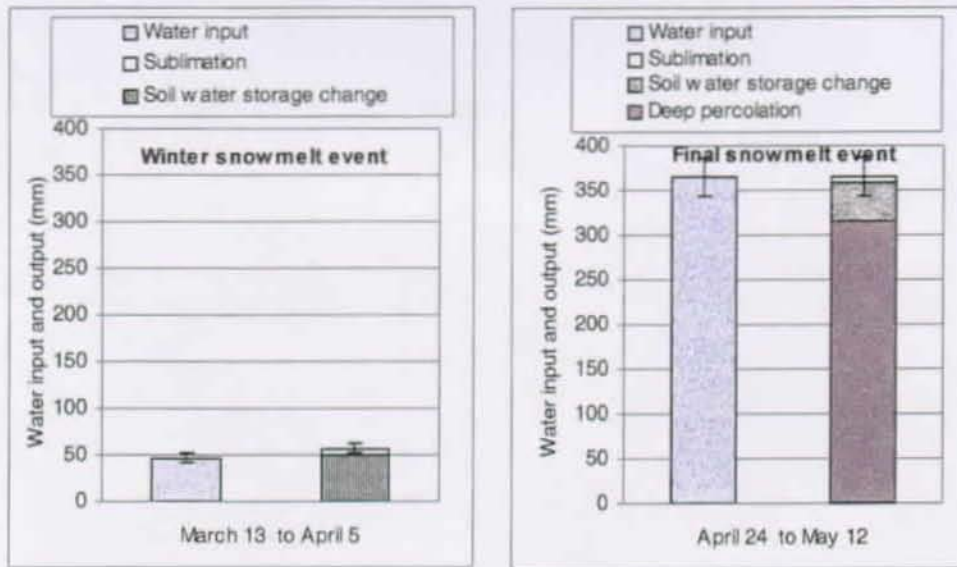 Water input
Sublimation
Soil water storage change
400
350
300
250
200
150
100
50
0
Water input and output (mm)
Winter snowmelt event
March 13 to April 5
Water input
Sublimation
Soil water storage change
Deep percolation
400
350
300
250
200
150
100
50
0
Water input and output (mm)
Final snowmelt event
April 24 to May 12